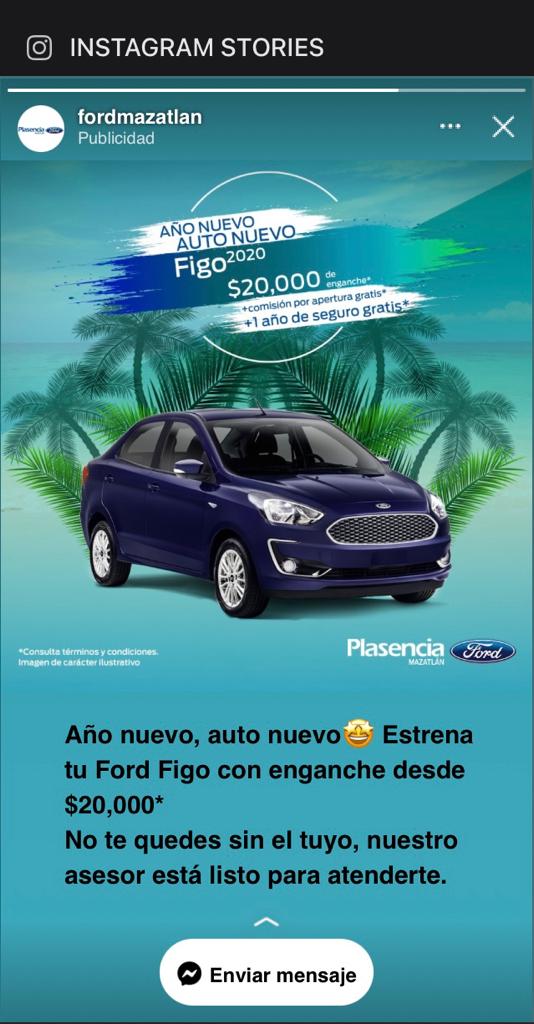 INSTAGRAM STORIES
fordmazatlan
Publicidad
AÑO NUEVO
AUTO NUEVO
Figo2020
$20,000 de enganche*
+comisión por apertura gratis*
+1 año de seguro gratis*
*Consulta términos y condiciones.
Imagen de carácter ilustrativo
Plasencia Ford
MAZATLÁN
Año nuevo, auto nuevo🤩 Estrena
tu Ford Figo con enganche desde
$20,000*
No te quedes sin el tuyo, nuestro
asesor está listo para atenderte.
Enviar mensaje